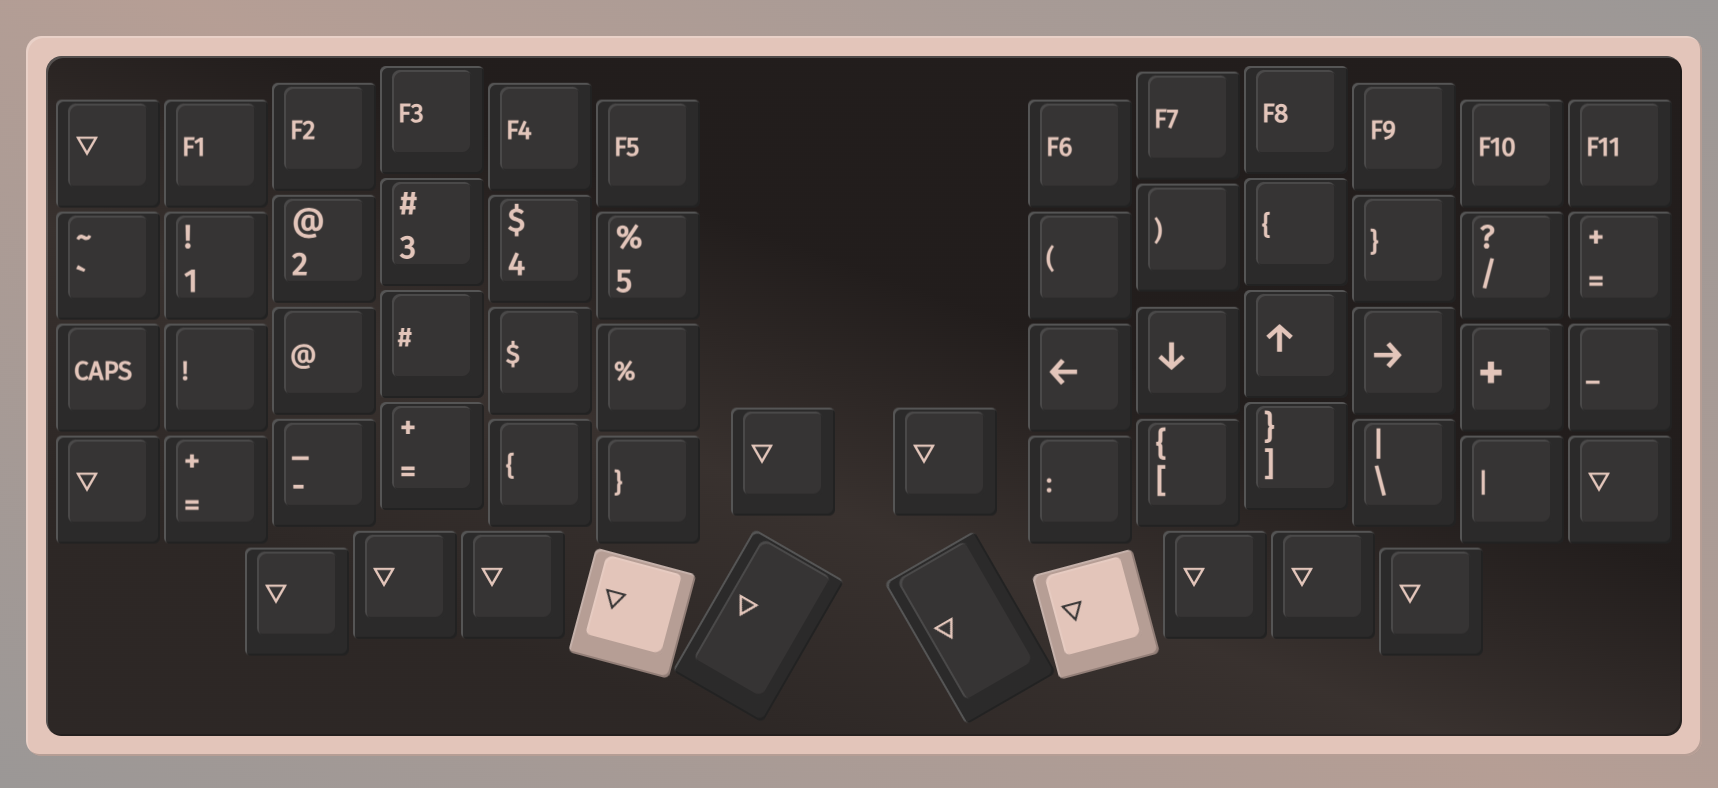 ▽ F1 F2 F3 F4 F5 F6 F7 F8 F9 F10 F11
~ ! @ # $ % ( ) { } ? +
` 1 2 3 4 5 / =
CAPS ! @ # $ % ← ↓ ↑ → + _
▽ + _ + { } ▽ ▽ : { } | | ▽
= - = [ ] \
▽ ▽ ▽ ▽ ▷ ◁ ▽ ▽ ▽ ▽